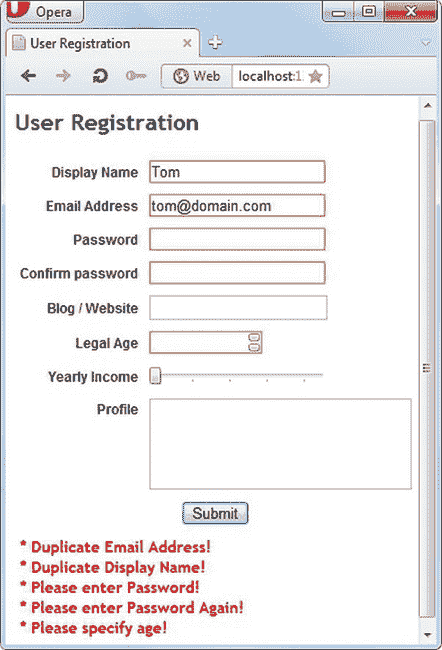 Opera
User Registration
Web localhost:1
User Registration
Display Name Tom
Email Address tom@domain.com
Password
Confirm password
Blog / Website
Legal Age
Yearly Income
Profile
Submit
* Duplicate Email Address!
* Duplicate Display Name!
* Please enter Password!
* Please enter Password Again!
* Please specify age!